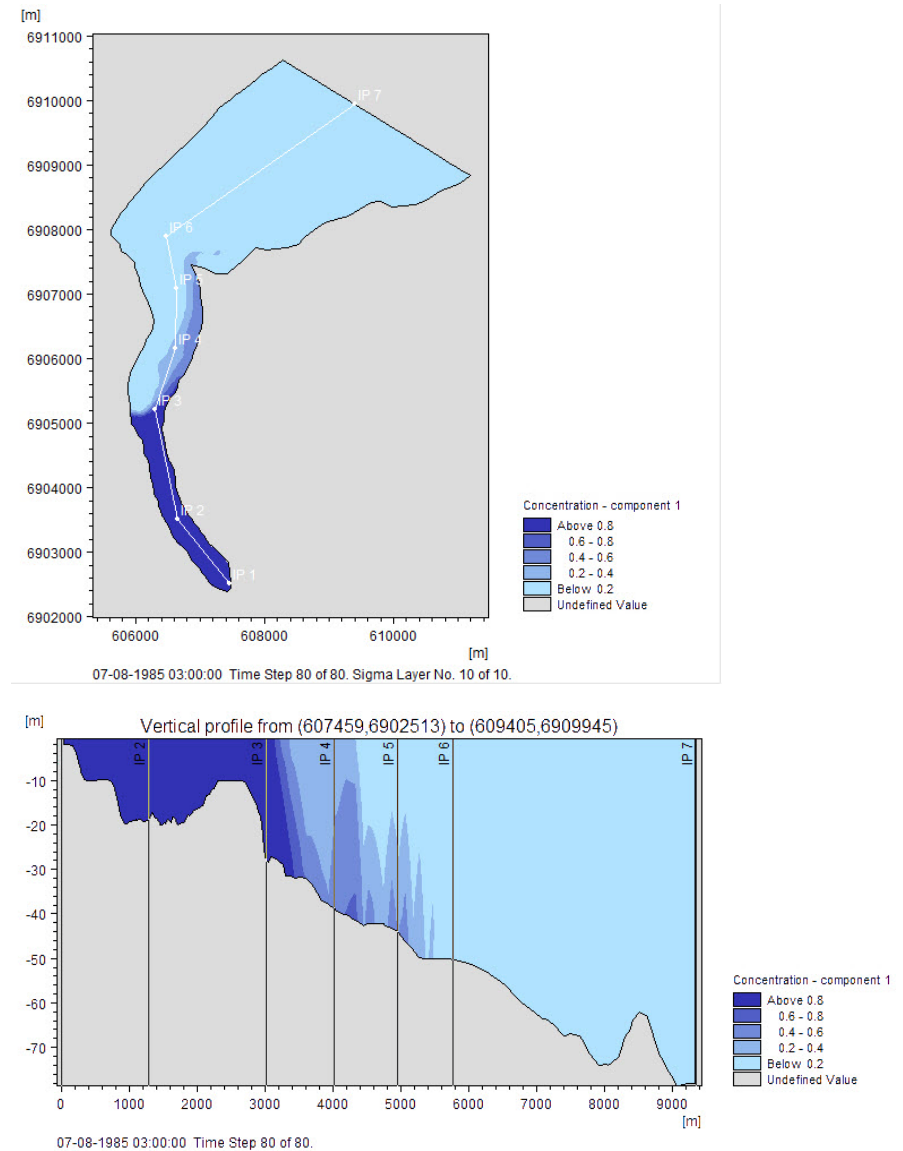 [m]
6911000
6910000
6909000
6908000
6907000
6906000
6905000
6904000
6903000
6902000
IP 7
IP 6
IP 5
IP 4
IP 3
IP 2
IP 1
606000 608000 610000
[m]
Concentration - component 1
Above 0.8
0.6 - 0.8
0.4 - 0.6
0.2 - 0.4
Below 0.2
Undefined Value
07-08-1985 03:00:00 Time Step 80 of 80. Sigma Layer No. 10 of 10.
[m]
Vertical profile from (607459,6902513) to (609405,6909945)
IP 2 IP 3 IP 4 IP 5 IP 6 IP 7
-10
-20
-30
-40
-50
-60
-70
0 1000 2000 3000 4000 5000 6000 7000 8000 9000
[m]
Concentration - component 1
Above 0.8
0.6 - 0.8
0.4 - 0.6
0.2 - 0.4
Below 0.2
Undefined Value
07-08-1985 03:00:00 Time Step 80 of 80.